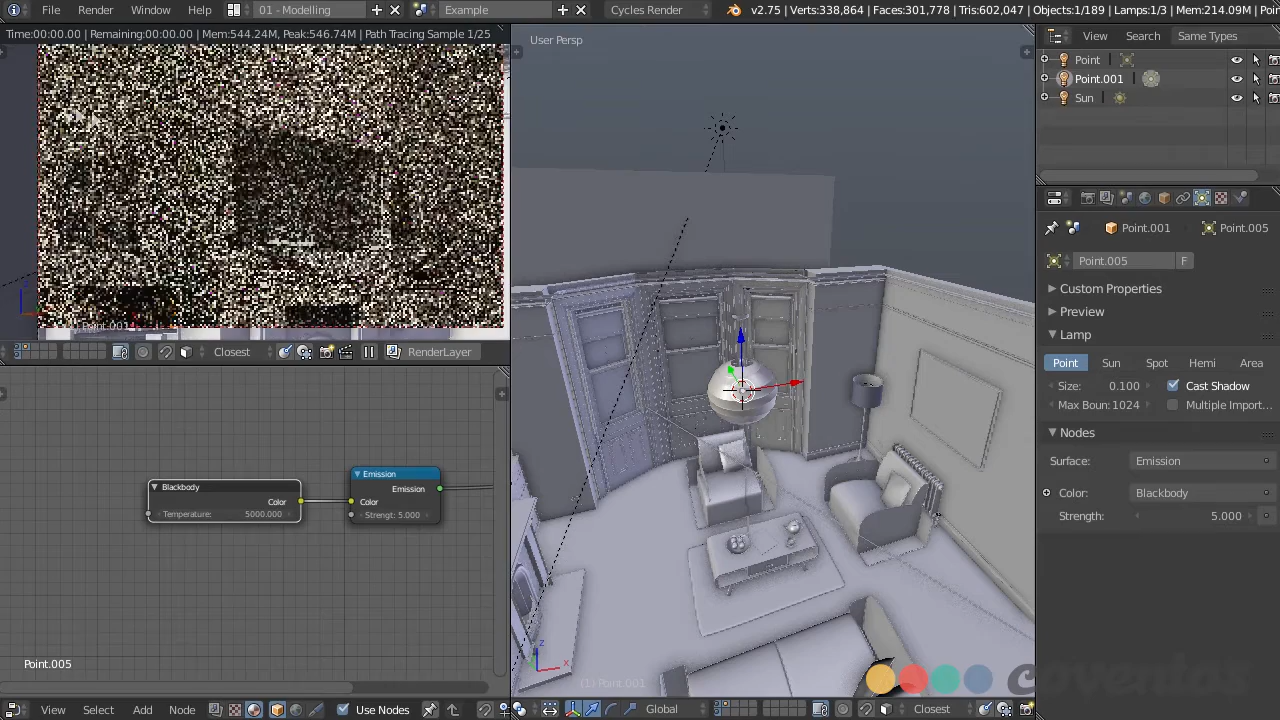 File Render Window Help 01 - Modelling Example Cycles Render v2.75 | Verts:338,864 | Faces:301,778 | Tris:602,047 | Objects:1/189 | Lamps:1/3 | Mem:214.09M |
Time:00:00.00 | Remaining:00:00.00 | Mem:544.24M, Peak:546.74M | Path Tracing Sample 1/25
User Persp
View Search Same Types
Point
Point.001
Sun
Point.001 Point.005
Point.005 F
Custom Properties
Preview
Lamp
Point Sun Spot Hemi Area
Size: 0.100 Cast Shadow
Max Boun: 1024 Multiple Import...
Nodes
Surface: Emission
Color: Blackbody
Strength: 5.000
Closest RenderLayer
Blackbody
Color
Temperature: 5000.000
Emission
Emission
Color
Strengt: 5.000
Point.005
View Select Add Node Use Nodes
Global Closest